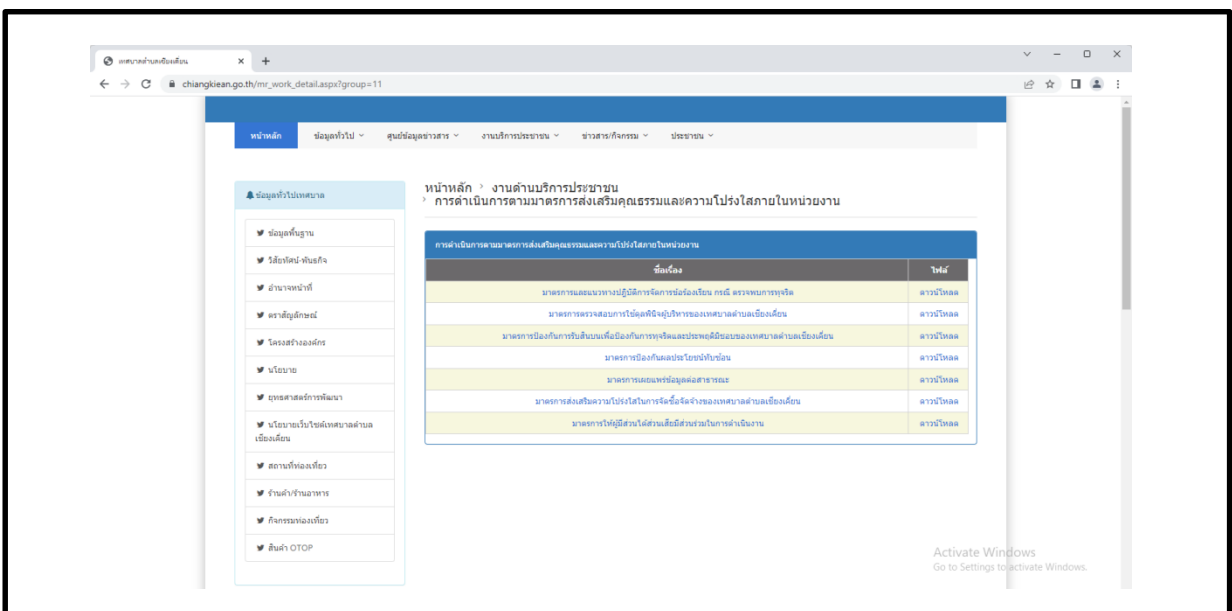 เทศบาลตำบลเชียงเคี่ยน
chiangkiean.go.th/mr_work_detail.aspx?group=11
หน้าหลัก ข้อมูลทั่วไป ศูนย์ข้อมูลข่าวสาร งานบริการประชาชน ข่าวสาร/กิจกรรม ประชาชน
ข้อมูลทั่วไปเทศบาล
ข้อมูลพื้นฐาน
วิสัยทัศน์-พันธกิจ
อำนาจหน้าที่
ตราสัญลักษณ์
โครงสร้างองค์กร
นโยบาย
ยุทธศาสตร์การพัฒนา
นโยบายเว็บไซต์เทศบาลตำบล
เชียงเคี่ยน
สถานที่ท่องเที่ยว
ร้านค้า/ร้านอาหาร
กิจกรรมท่องเที่ยว
สินค้า OTOP
หน้าหลัก > งานด้านบริการประชาชน
> การดำเนินการตามมาตรการส่งเสริมคุณธรรมและความโปร่งใสภายในหน่วยงาน
การดำเนินการตามมาตรการส่งเสริมคุณธรรมและความโปร่งใสภายในหน่วยงาน
ชื่อเรื่อง ไฟล์
มาตรการและแนวทางปฏิบัติการจัดการข้อร้องเรียน กรณี ตรวจพบการทุจริต ดาวน์โหลด
มาตรการตรวจสอบการใช้ดุลพินิจผู้บริหารของเทศบาลตำบลเชียงเคี่ยน ดาวน์โหลด
มาตรการป้องกันการรับสินบนเพื่อป้องกันการทุจริตและประพฤติมิชอบของเทศบาลตำบลเชียงเคี่ยน ดาวน์โหลด
มาตรการป้องกันผลประโยชน์ทับซ้อน ดาวน์โหลด
มาตรการเผยแพร่ข้อมูลต่อสาธารณะ ดาวน์โหลด
มาตรการส่งเสริมความโปร่งใสในการจัดซื้อจัดจ้างของเทศบาลตำบลเชียงเคี่ยน ดาวน์โหลด
มาตรการให้ผู้มีส่วนได้ส่วนเสียมีส่วนร่วมในการดำเนินงาน ดาวน์โหลด
Activate Windows
Go to Settings to activate Windows.